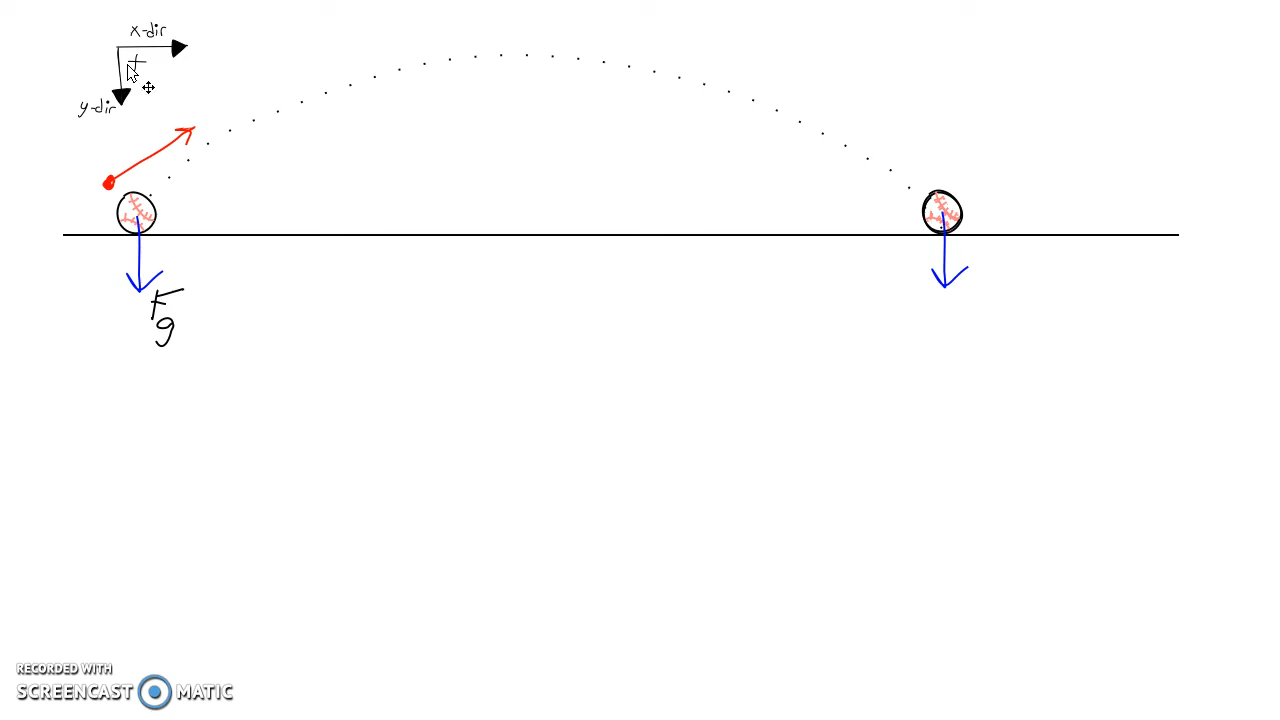 x-dir
+
y-dir
Fg
RECORDED WITH
SCREENCAST MATIC